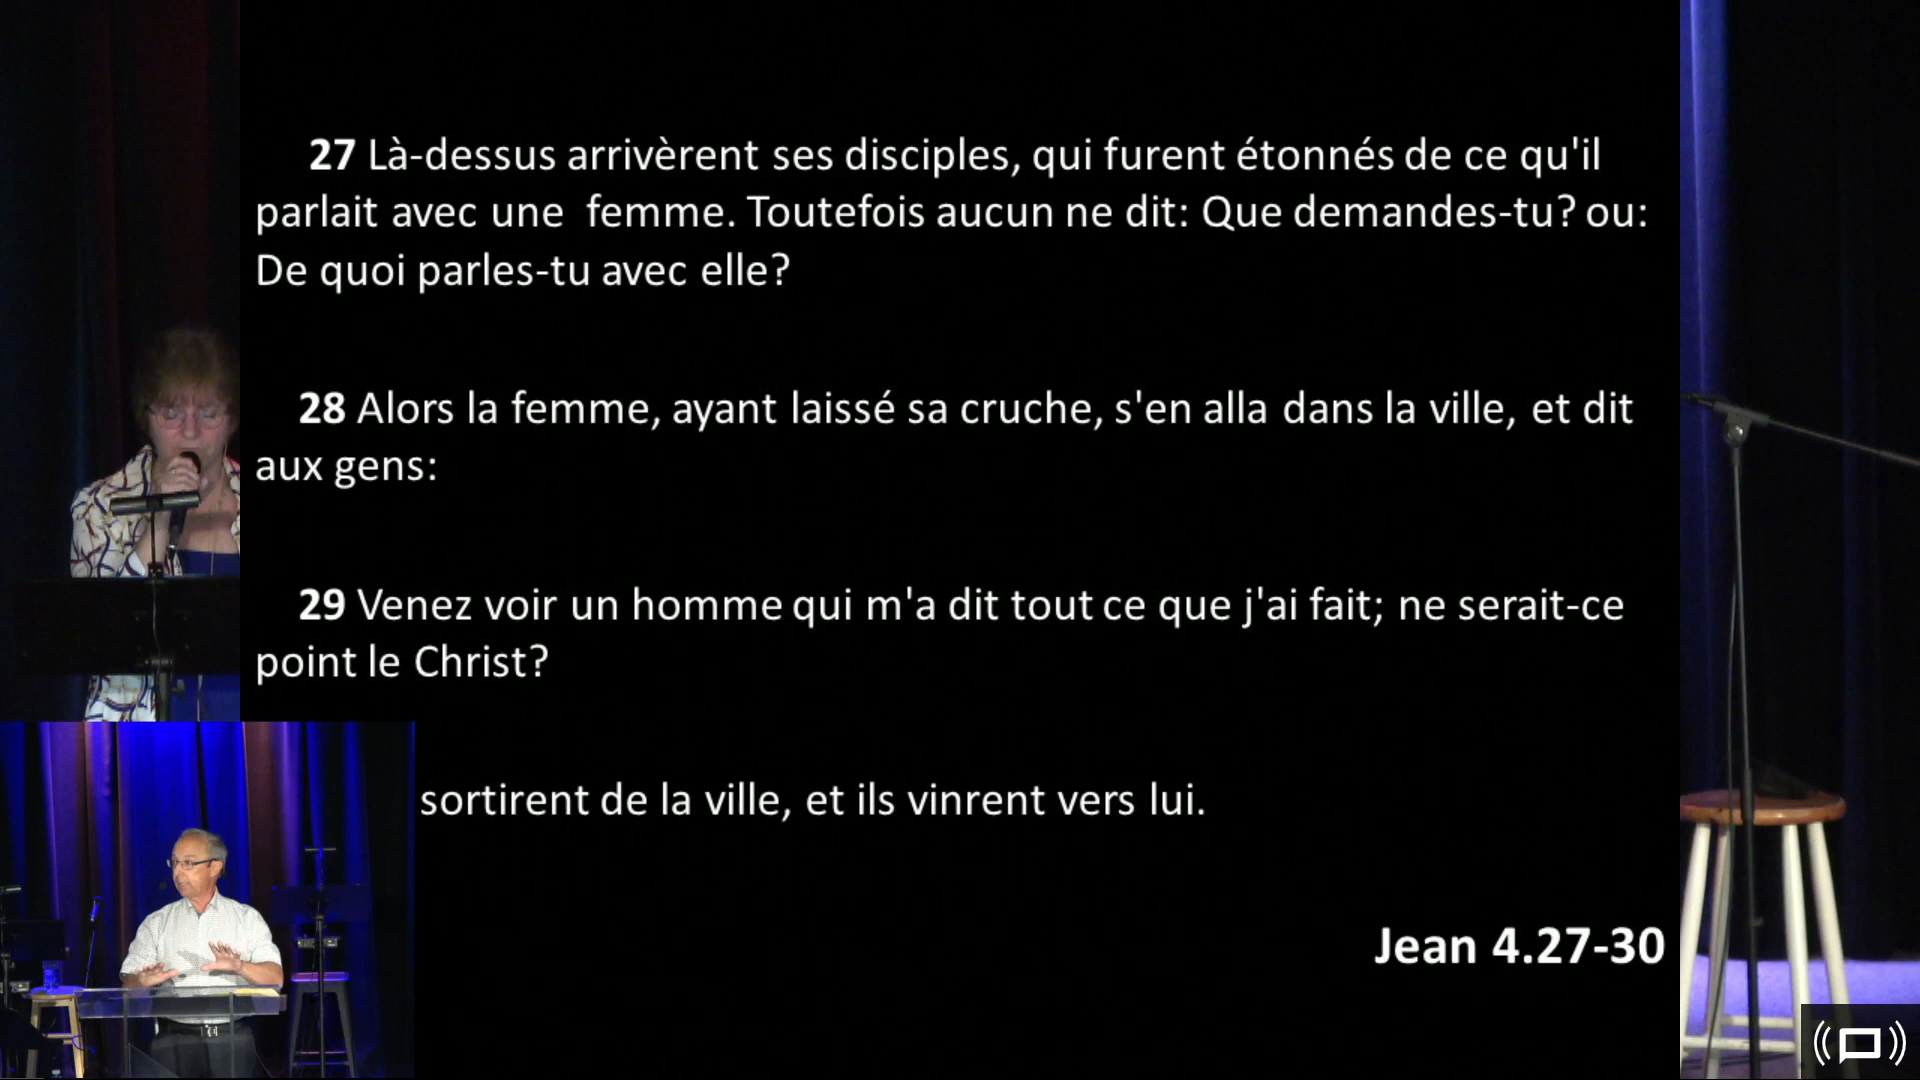 27 Là-dessus arrivèrent ses disciples, qui furent étonnés de ce qu'il
parlait avec une femme. Toutefois aucun ne dit: Que demandes-tu? ou:
De quoi parles-tu avec elle?
28 Alors la femme, ayant laissé sa cruche, s'en alla dans la ville, et dit
aux gens:
29 Venez voir un homme qui m'a dit tout ce que j'ai fait; ne serait-ce
point le Christ?
sortirent de la ville, et ils vinrent vers lui.
Jean 4.27-30